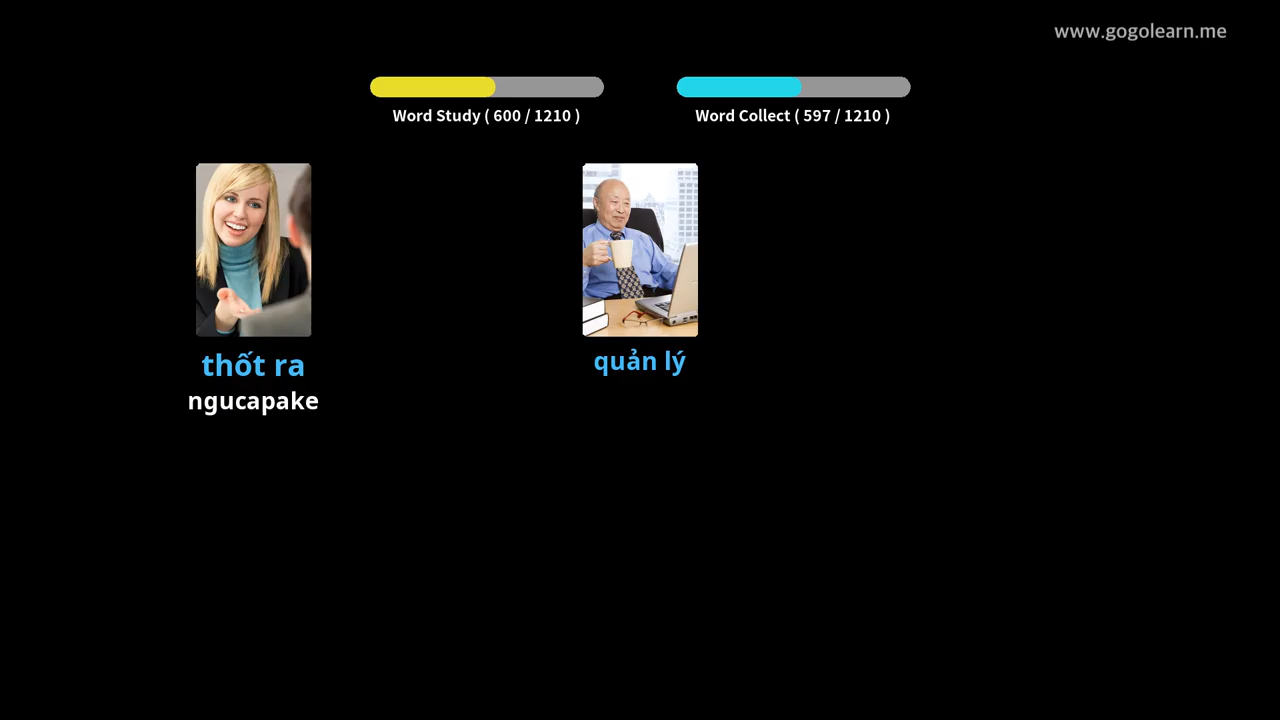 www.gogolearn.me
Word Study ( 600 / 1210 )
Word Collect ( 597 / 1210 )
thốt ra
ngucapake
quản lý